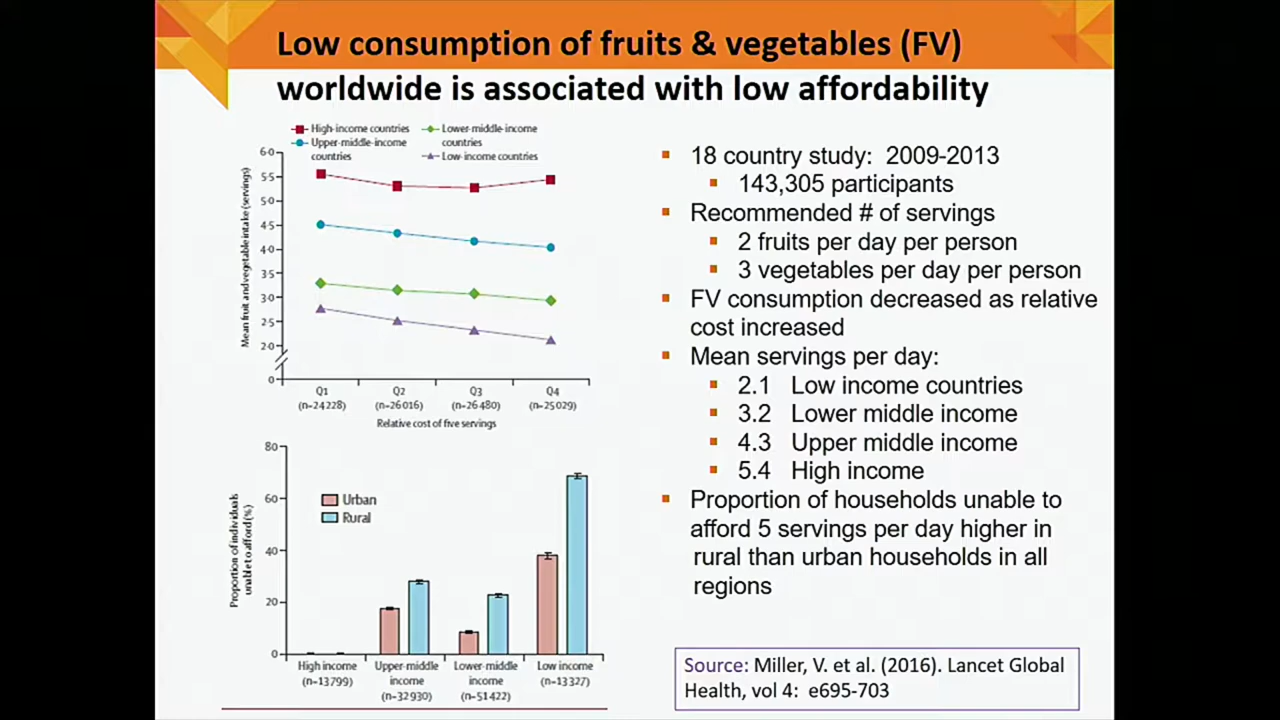 Low consumption of fruits & vegetables (FV)
worldwide is associated with low affordability
High-income countries
Upper-middle-income
countries
Lower-middle-income
countries
Low-income countries
Mean fruit and vegetable intake (servings)
6·0
5·5
5·0
4·5
4·0
3·5
3·0
2·5
2·0
0
Q1
(n=24228)
Q2
(n=26016)
Q3
(n=26480)
Q4
(n=25029)
Relative cost of five servings
Proportion of individuals
unable to afford (%)
80
60
40
20
0
Urban
Rural
High income
(n=13799)
Upper-middle
income
(n=32930)
Lower-middle
income
(n=51422)
Low income
(n=13327)
▪ 18 country study: 2009-2013
▪ 143,305 participants
▪ Recommended # of servings
▪ 2 fruits per day per person
▪ 3 vegetables per day per person
▪ FV consumption decreased as relative
cost increased
▪ Mean servings per day:
▪ 2.1 Low income countries
▪ 3.2 Lower middle income
▪ 4.3 Upper middle income
▪ 5.4 High income
▪ Proportion of households unable to
afford 5 servings per day higher in
rural than urban households in all
regions
Source: Miller, V. et al. (2016). Lancet Global
Health, vol 4: e695-703